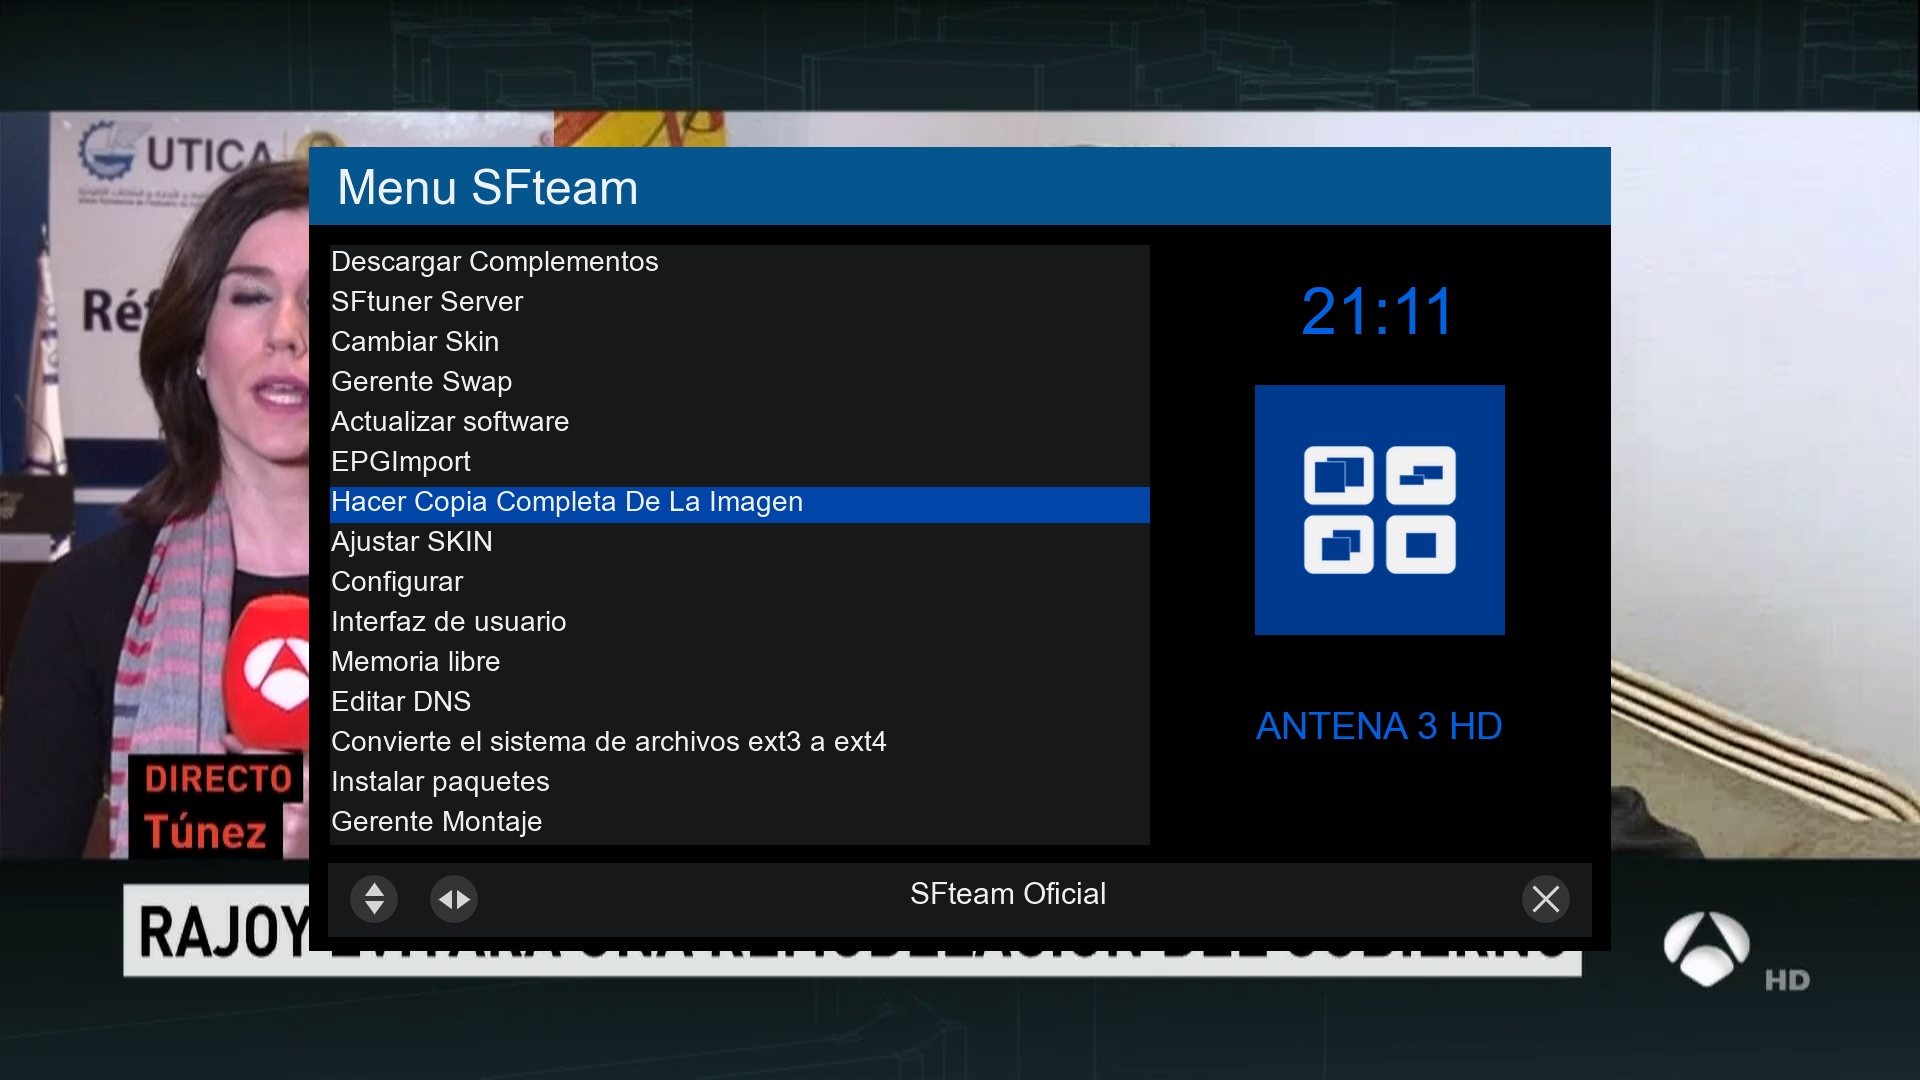 UTICA
Réf
Menu SFteam
Descargar Complementos
SFtuner Server
Cambiar Skin
Gerente Swap
Actualizar software
EPGImport
Hacer Copia Completa De La Imagen
Ajustar SKIN
Configurar
Interfaz de usuario
Memoria libre
Editar DNS
Convierte el sistema de archivos ext3 a ext4
Instalar paquetes
Gerente Montaje
21:11
ANTENA 3 HD
SFteam Oficial
DIRECTO
Túnez
RAJOY
HD